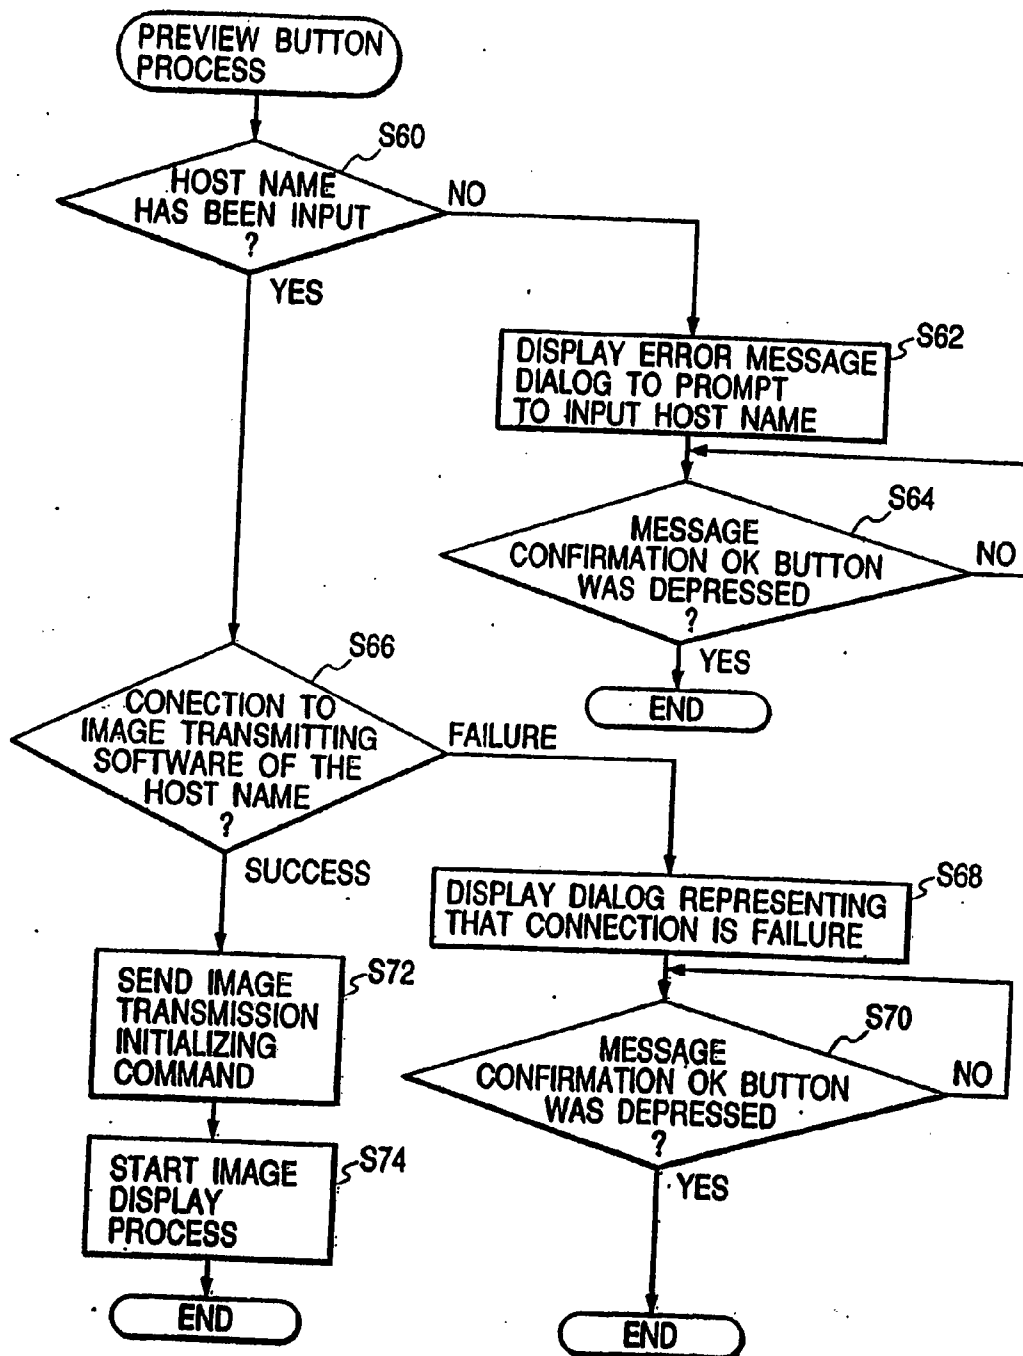 PREVIEW BUTTON
PROCESS
S60
HOST NAME
HAS BEEN INPUT
?
NO
YES
S62
DISPLAY ERROR MESSAGE
DIALOG TO PROMPT
TO INPUT HOST NAME
S64
MESSAGE
CONFIRMATION OK BUTTON
WAS DEPRESSED
?
NO
YES
END
S66
CONECTION TO
IMAGE TRANSMITTING
SOFTWARE OF THE
HOST NAME
?
FAILURE
SUCCESS
S68
DISPLAY DIALOG REPRESENTING
THAT CONNECTION IS FAILURE
S72
SEND IMAGE
TRANSMISSION
INITIALIZING
COMMAND
S70
MESSAGE
CONFIRMATION OK BUTTON
WAS DEPRESSED
?
NO
YES
S74
START IMAGE
DISPLAY
PROCESS
END
END